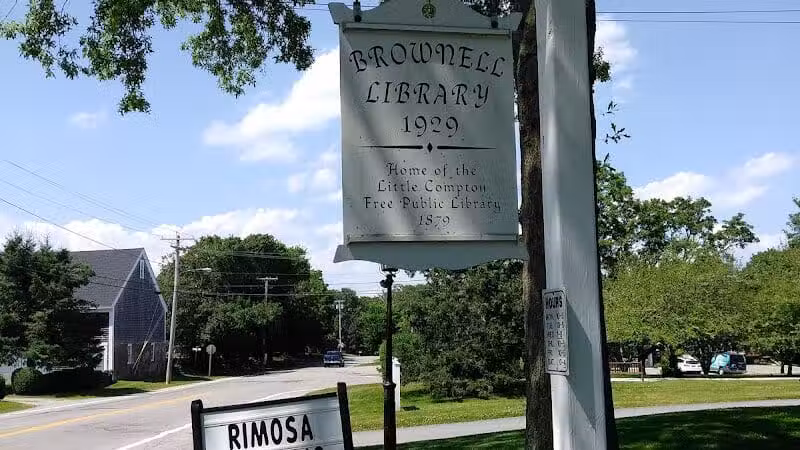 BROWNELL
LIBRARY
1929
Home of the
Little Compton
Free Public Library
1879
HOURS
RIMOSA